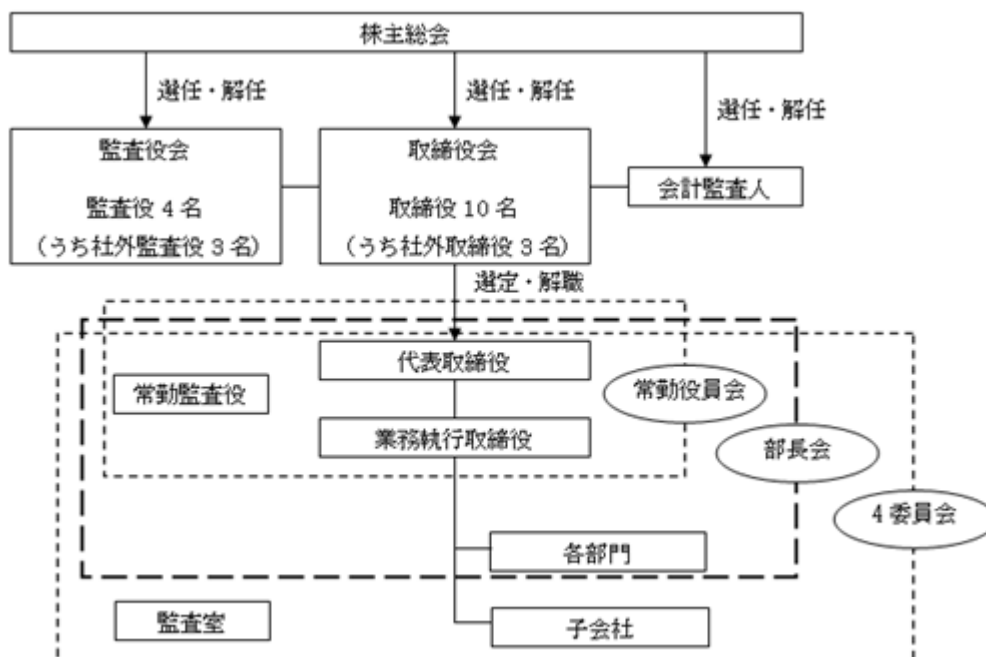 株主総会
選任・解任
選任・解任
選任・解任
監査役会
監査役 4 名
（うち社外監査役 3 名）
取締役会
取締役 10 名
（うち社外取締役 3 名）
会計監査人
選定・解職
代表取締役
常勤監査役
常勤役員会
業務執行取締役
部長会
4 委員会
各部門
監査室
子会社